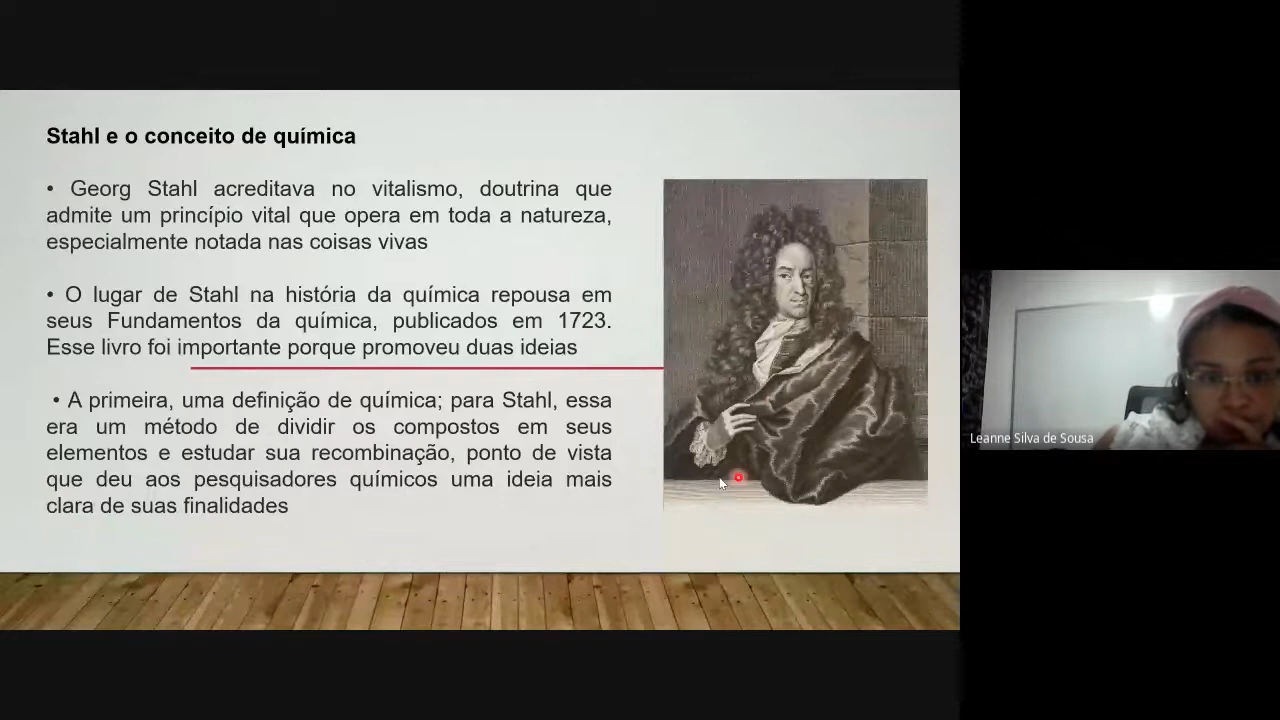 Stahl e o conceito de química
• Georg Stahl acreditava no vitalismo, doutrina que
admite um princípio vital que opera em toda a natureza,
especialmente notada nas coisas vivas
• O lugar de Stahl na história da química repousa em
seus Fundamentos da química, publicados em 1723.
Esse livro foi importante porque promoveu duas ideias
• A primeira, uma definição de química; para Stahl, essa
era um método de dividir os compostos em seus
elementos e estudar sua recombinação, ponto de vista
que deu aos pesquisadores químicos uma ideia mais
clara de suas finalidades
Leanne Silva de Sousa